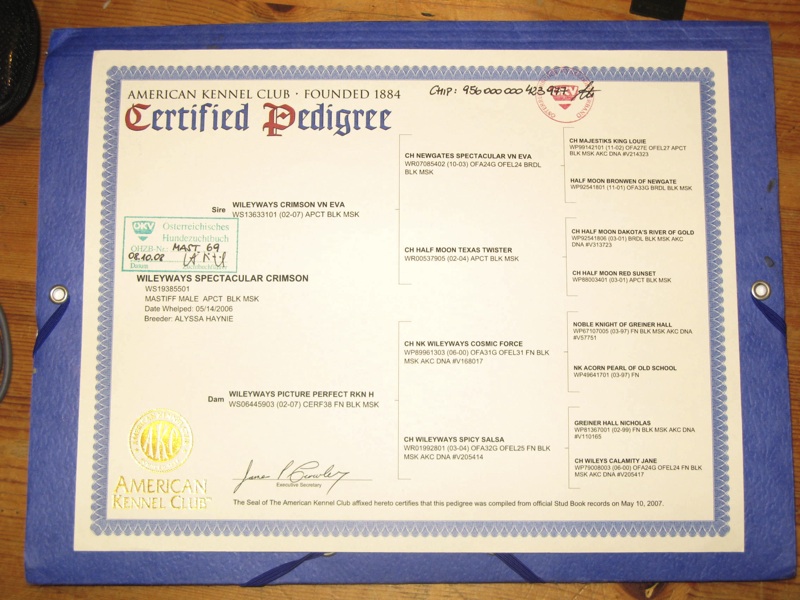 AMERICAN KENNEL CLUB · FOUNDED 1884
CHIP: 956 000 000 423 977
Certified Pedigree
Sire
WILEYWAYS CRIMSON VN EVA
WS13633101 (02-07) APCT BLK MSK
ÖKV
Österreichisches
Hundezuchtbuch
ÖHZB-Nr.: MAST 69
08.10.08
Datum
WILEYWAYS SPECTACULAR CRIMSON
WS19385501
MASTIFF MALE APCT BLK MSK
Date Whelped: 05/14/2006
Breeder: ALYSSA HAYNIE
Dam
WILEYWAYS PICTURE PERFECT RKN H
WS06445903 (02-07) CERF38 FN BLK MSK
CH NEWGATES SPECTACULAR VN EVA
WR07085402 (10-03) OFA24G OFEL24 BRDL
BLK MSK
CH HALF MOON TEXAS TWISTER
WR00537905 (02-04) APCT BLK MSK
CH NK WILEYWAYS COSMIC FORCE
WP89961303 (06-00) OFA31G OFEL31 FN BLK
MSK AKC DNA #V168017
CH WILEYWAYS SPICY SALSA
WR01992801 (03-04) OFA32G OFEL25 FN BLK
MSK AKC DNA #V205414
CH MAJESTIKS KING LOUIE
WP99142101 (11-02) OFA27E OFEL27 APCT
BLK MSK AKC DNA #V214323
HALF MOON BRONWEN OF NEWGATE
WP92541801 (11-01) OFA33G BRDL BLK MSK
CH HALF MOON DAKOTA'S RIVER OF GOLD
WP92541806 (03-01) BRDL BLK MSK AKC
DNA #V313723
CH HALF MOON RED SUNSET
WP88003401 (03-01) APCT BLK MSK
NOBLE KNIGHT OF GREINER HALL
WP67107005 (03-97) FN BLK MSK AKC DNA
#V57751
NK ACORN PEARL OF OLD SCHOOL
WP49641701 (03-97) FN
GREINER HALL NICHOLAS
WP81367001 (02-99) FN BLK MSK AKC DNA
#V110165
CH WILEYS CALAMITY JANE
WP79008003 (06-00) OFA24G OFEL24 FN BLK
MSK AKC DNA #V205417
AKC
AMERICAN
KENNEL CLUB
James P. Crowley
Executive Secretary
The Seal of The American Kennel Club affixed hereto certifies that this pedigree was compiled from official Stud Book records on May 10, 2007.